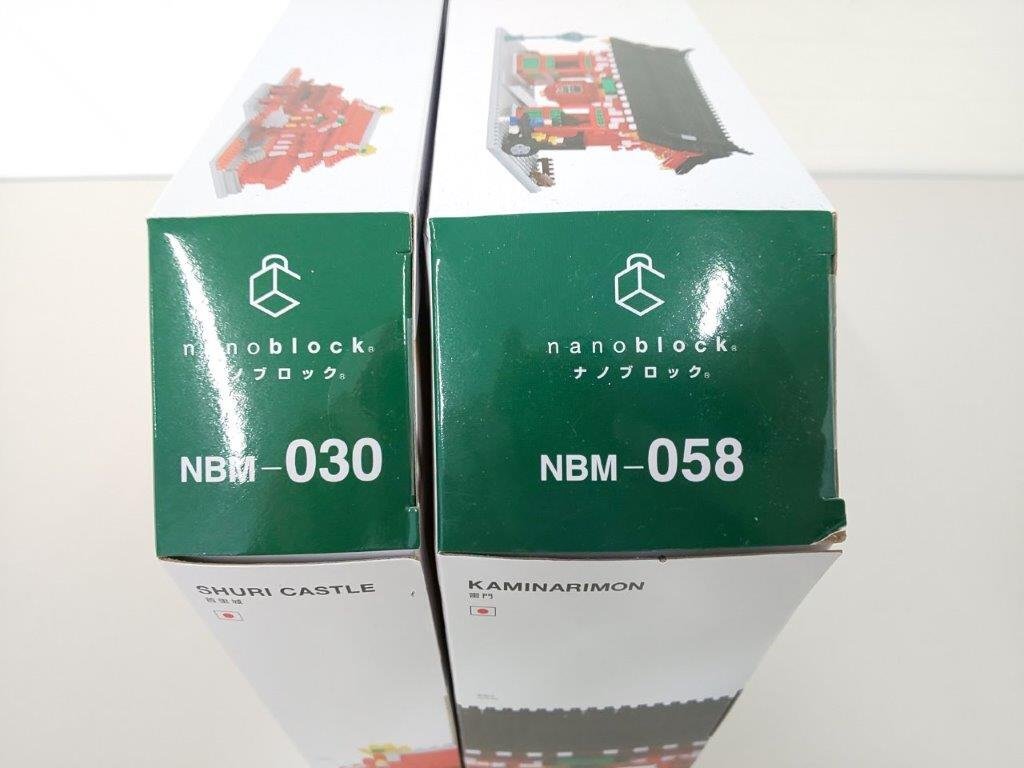 nanoblock®
ナノブロック®
NBM-030
SHURI CASTLE
首里城
nanoblock®
ナノブロック®
NBM-058
KAMINARIMON
雷門